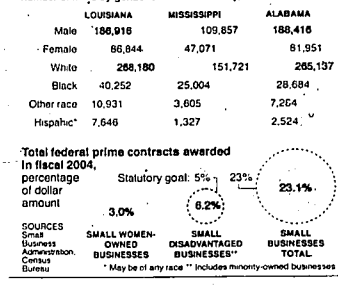 LOUISIANA MISSISSIPPI ALABAMA
Male 186,916 109,857 188,416
Female 86,844 47,071 81,951
White 268,180 151,721 265,137
Black 40,252 25,004 28,684
Other race 10,931 3,605 7,264
Hispanic* 7,646 1,327 2,524
Total federal prime contracts awarded
in fiscal 2004,
percentage
of dollar
amount
Statutory goal: 5% 23%
3.0% 6.2% 23.1%
SOURCES
Small
Business
Administration,
Census
Bureau
SMALL WOMEN-
OWNED
BUSINESSES
SMALL
DISADVANTAGED
BUSINESSES**
SMALL
BUSINESSES
TOTAL
* May be of any race ** Includes minority-owned businesses